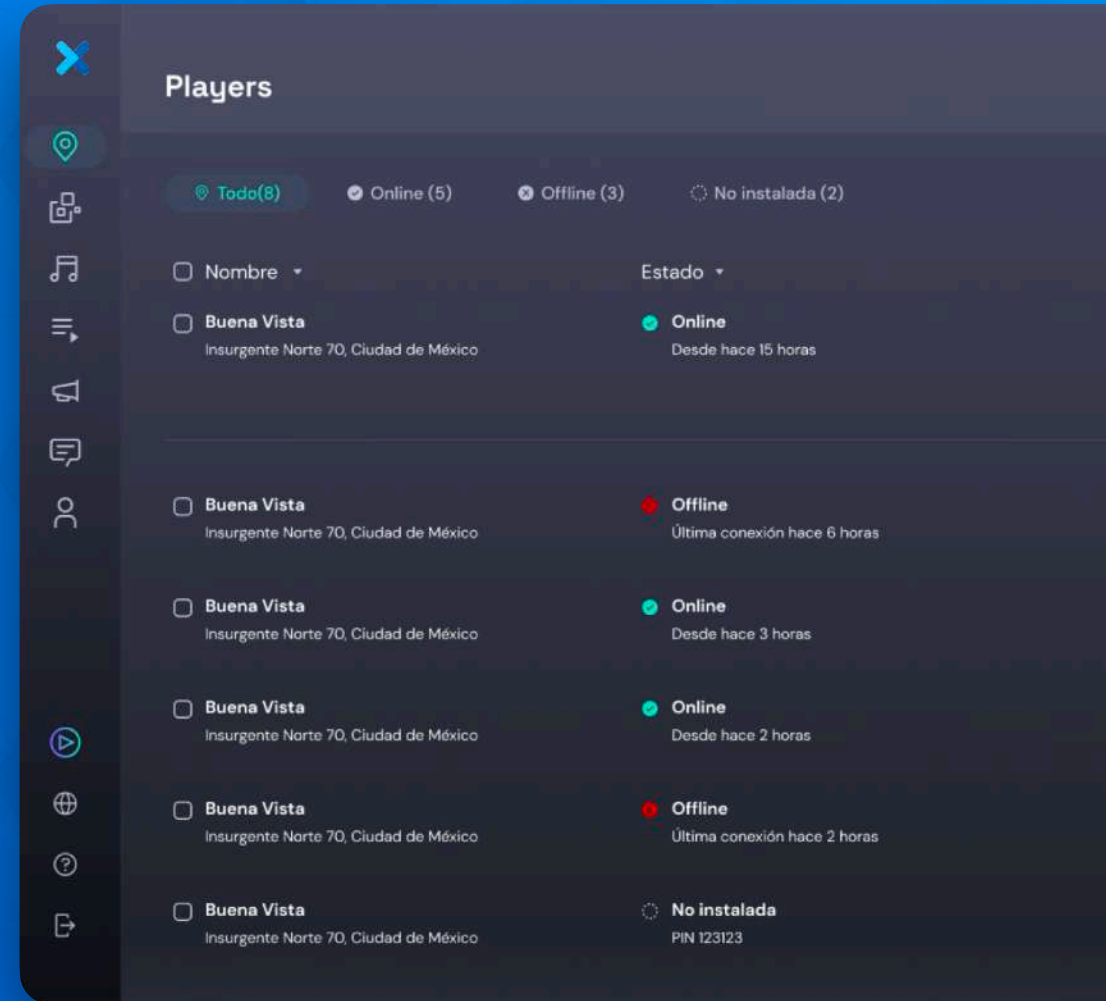 Players
Todo(8) Online (5) Offline (3) No instalada (2)
Nombre Estado
Buena Vista Online
Insurgente Norte 70, Ciudad de México Desde hace 15 horas
Buena Vista Offline
Insurgente Norte 70, Ciudad de México Última conexión hace 6 horas
Buena Vista Online
Insurgente Norte 70, Ciudad de México Desde hace 3 horas
Buena Vista Online
Insurgente Norte 70, Ciudad de México Desde hace 2 horas
Buena Vista Offline
Insurgente Norte 70, Ciudad de México Última conexión hace 2 horas
Buena Vista No instalada
Insurgente Norte 70, Ciudad de México PIN 123123